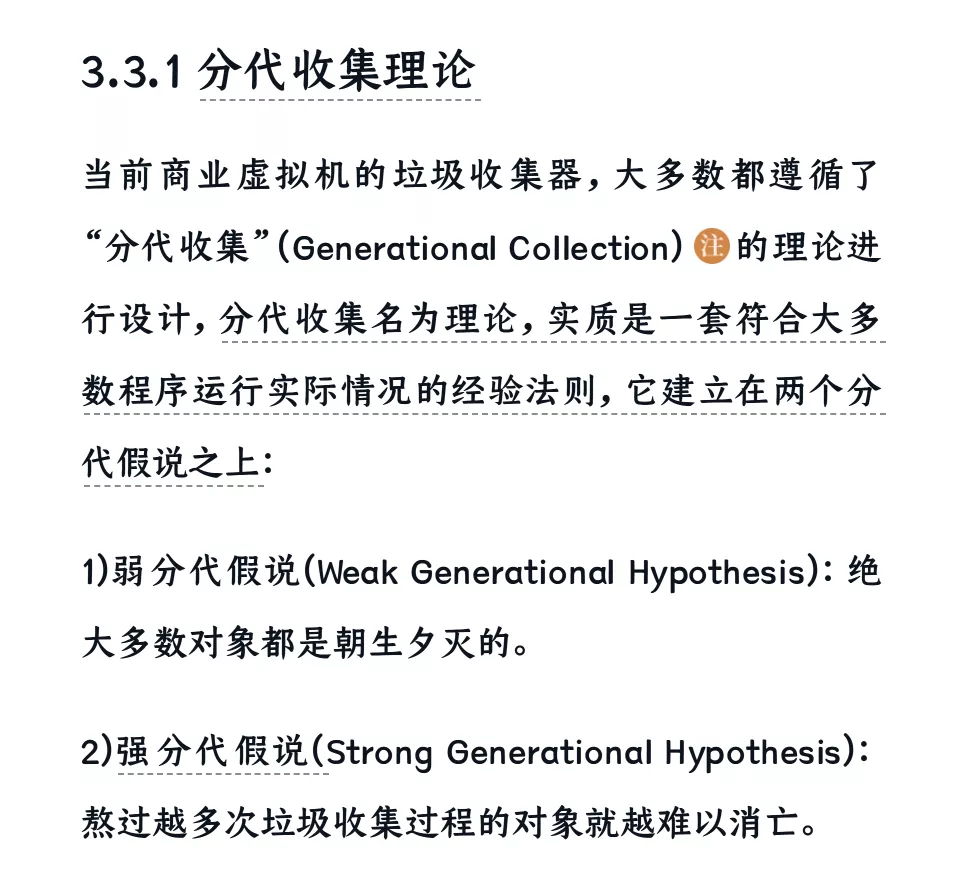 3.3.1 分代收集理论
当前商业虚拟机的垃圾收集器，大多数都遵循了
“分代收集”(Generational Collection) 注 的理论进
行设计，分代收集名为理论，实质是一套符合大多
数程序运行实际情况的经验法则，它建立在两个分
代假说之上：
1)弱分代假说(Weak Generational Hypothesis)：绝
大多数对象都是朝生夕灭的。
2)强分代假说(Strong Generational Hypothesis)：
熬过越多次垃圾收集过程的对象就越难以消亡。